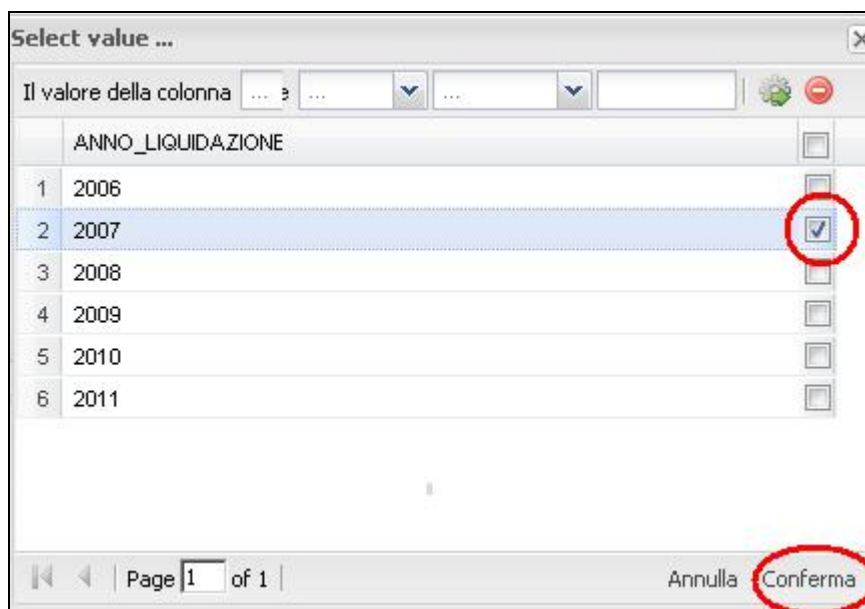 Select value ...
Il valore della colonna ... e ... ...
ANNO_LIQUIDAZIONE
1 2006
2 2007
3 2008
4 2009
5 2010
6 2011
Page 1 of 1 Annulla Conferma